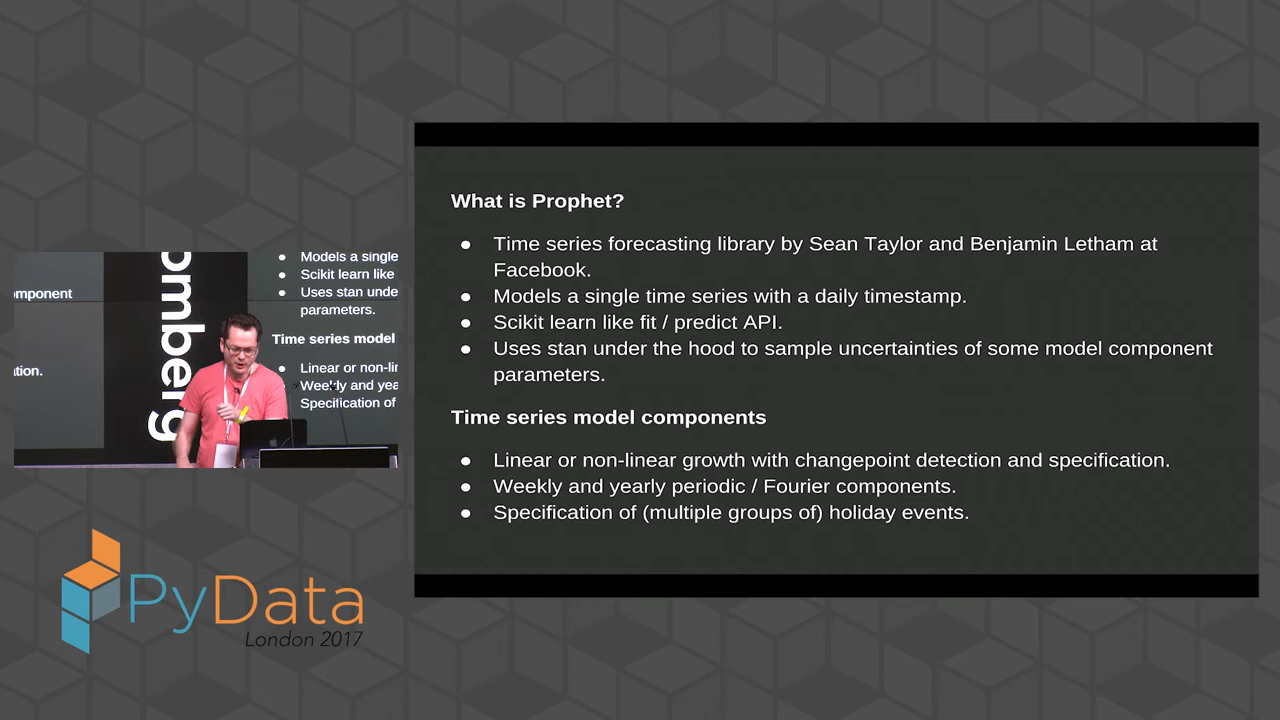 What is Prophet?
● Time series forecasting library by Sean Taylor and Benjamin Letham at
Facebook.
● Models a single time series with a daily timestamp.
● Scikit learn like fit / predict API.
● Uses stan under the hood to sample uncertainties of some model component
parameters.
Time series model components
● Linear or non-linear growth with changepoint detection and specification.
● Weekly and yearly periodic / Fourier components.
● Specification of (multiple groups of) holiday events.
omponent
tion.
omberg
● Models a single
● Scikit learn like
● Uses stan unde
parameters.
Time series model
● Linear or non-li
Weekly and yea
Specification of
PyData
London 2017